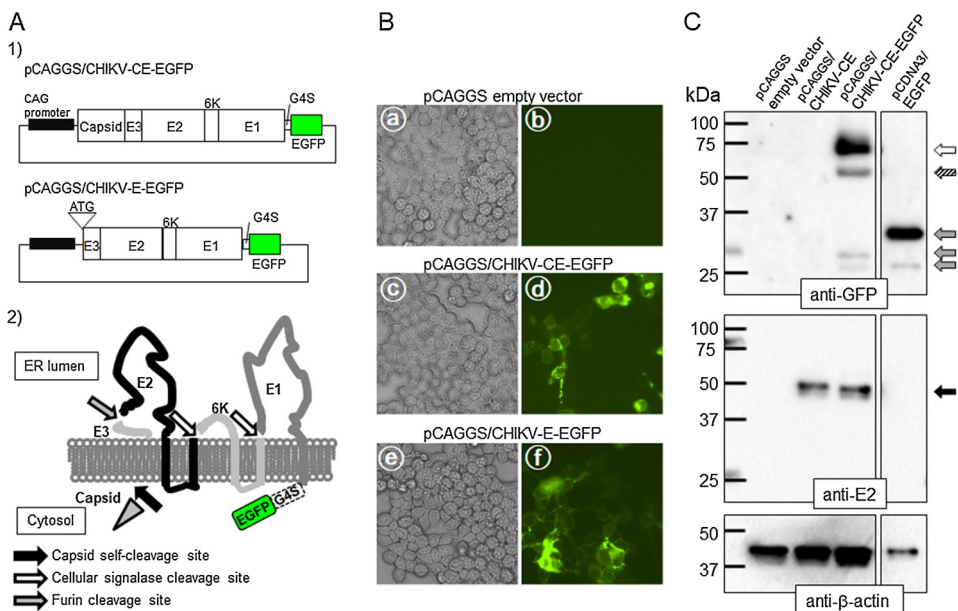 A
1)
pCAGGS/CHIKV-CE-EGFP
CAG
promoter
Capsid
E3
E2
6K
E1
G4S
EGFP
pCAGGS/CHIKV-E-EGFP
ATG
E3
E2
6K
E1
G4S
EGFP
2)
ER lumen
E2
E1
6K
E3
Capsid
Cytosol
EGFP
G4S
Capsid self-cleavage site
Cellular signalase cleavage site
Furin cleavage site
B
pCAGGS empty vector
a
b
pCAGGS/CHIKV-CE-EGFP
c
d
pCAGGS/CHIKV-E-EGFP
e
f
C
kDa
pCAGGS
empty vector
pCAGGS/
CHIKV-CE
pCAGGS/
CHIKV-CE-EGFP
pCDNA3/
EGFP
100
75
50
37
25
anti-GFP
100
75
50
37
25
anti-E2
50
37
anti-β-actin